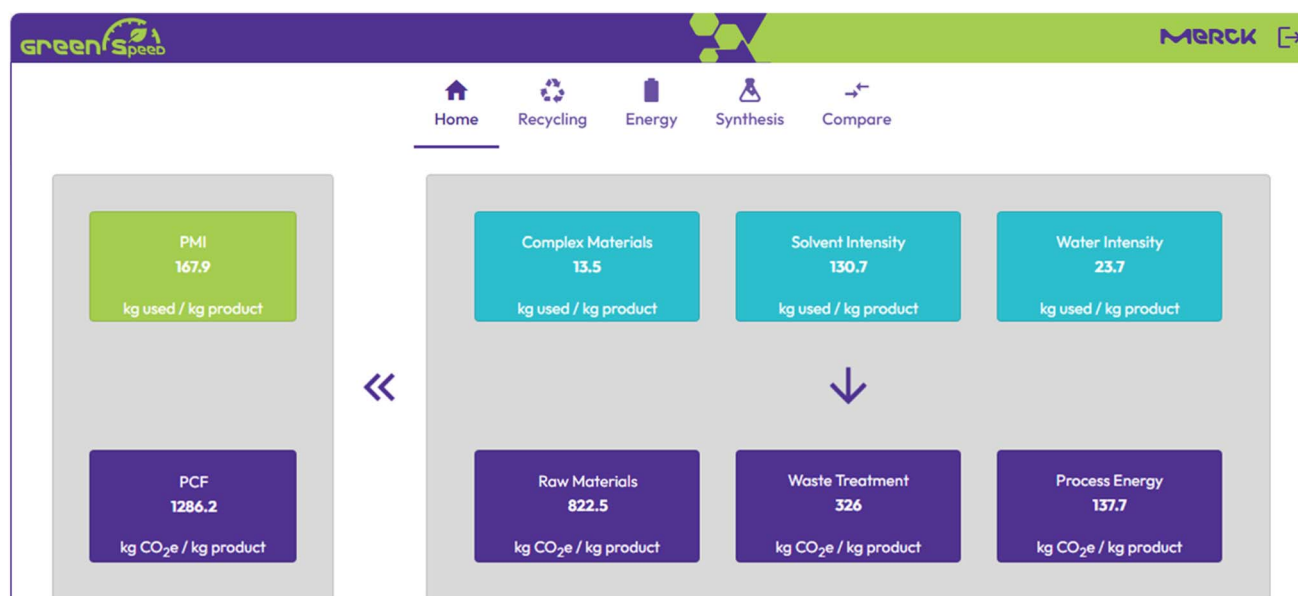 Green Speed
MERCK
Home
Recycling
Energy
Synthesis
Compare
PMI
167.9
kg used / kg product
Complex Materials
13.5
kg used / kg product
Solvent Intensity
130.7
kg used / kg product
Water Intensity
23.7
kg used / kg product
PCF
1286.2
kg CO₂e / kg product
Raw Materials
822.5
kg CO₂e / kg product
Waste Treatment
326
kg CO₂e / kg product
Process Energy
137.7
kg CO₂e / kg product